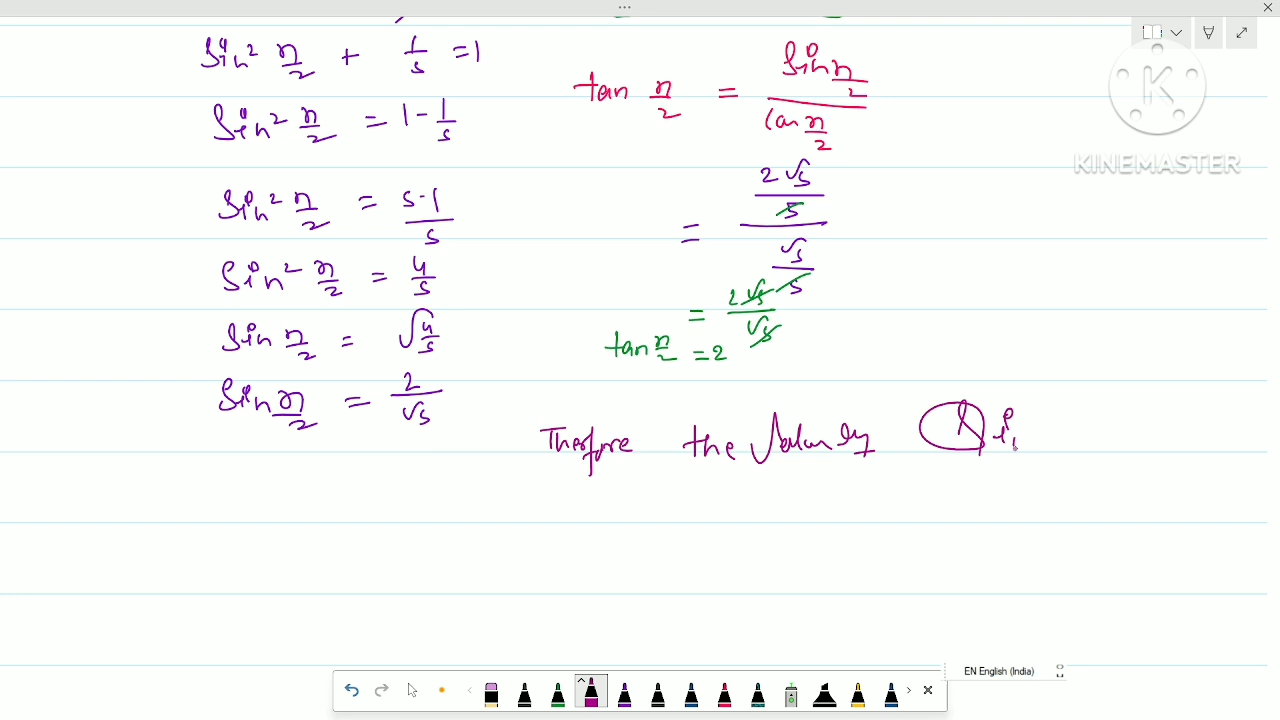 sin² x/2 + 1/5 = 1
sin² x/2 = 1 - 1/5
sin² x/2 = 5-1/5
sin² x/2 = 4/5
sin x/2 = √4/5
sin x/2 = 2/√5
tan x/2 = sin x/2 / cos x/2
= 2√5/5 / √5/5
= 2√5/√5
tan x/2 = 2
Therefore the
KINEMASTER
EN English (India)